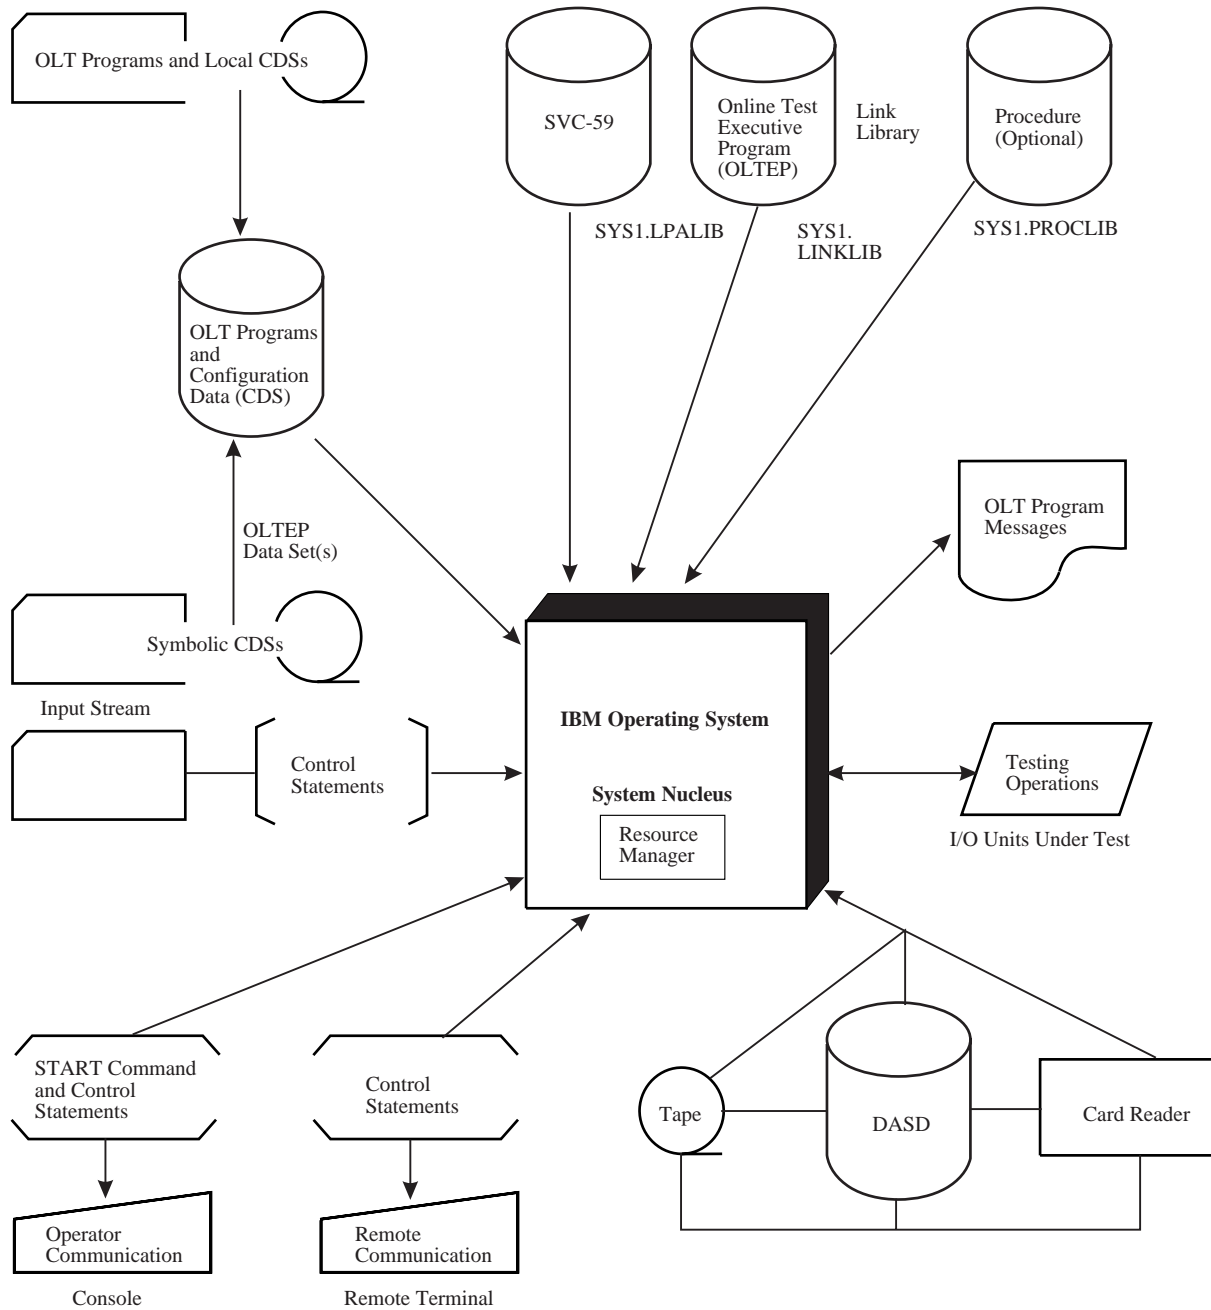 OLT Programs and Local CDSs
SVC-59
Online Test
Executive
Program
(OLTEP)
Link
Library
Procedure
(Optional)
SYS1.LPALIB
SYS1.
LINKLIB
SYS1.PROCLIB
OLT Programs
and
Configuration
Data (CDS)
OLTEP
Data Set(s)
OLT Program
Messages
Symbolic CDSs
Input Stream
Control
Statements
IBM Operating System
System Nucleus
Resource
Manager
Testing
Operations
I/O Units Under Test
START Command
and Control
Statements
Control
Statements
Tape
DASD
Card Reader
Operator
Communication
Remote
Communication
Console
Remote Terminal